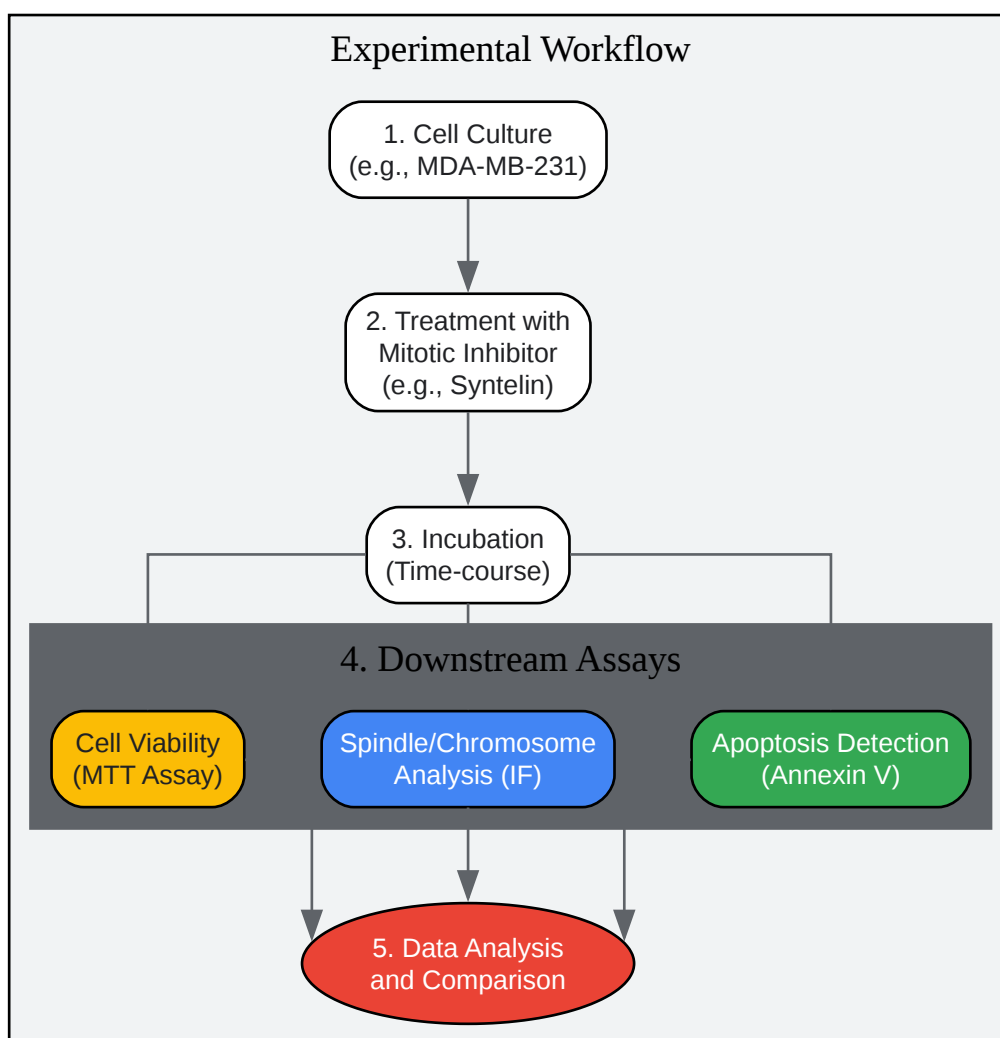 Experimental Workflow
1. Cell Culture
(e.g., MDA-MB-231)
2. Treatment with
Mitotic Inhibitor
(e.g., Syntelin)
3. Incubation
(Time-course)
4. Downstream Assays
Cell Viability
(MTT Assay)
Spindle/Chromosome
Analysis (IF)
Apoptosis Detection
(Annexin V)
5. Data Analysis
and Comparison